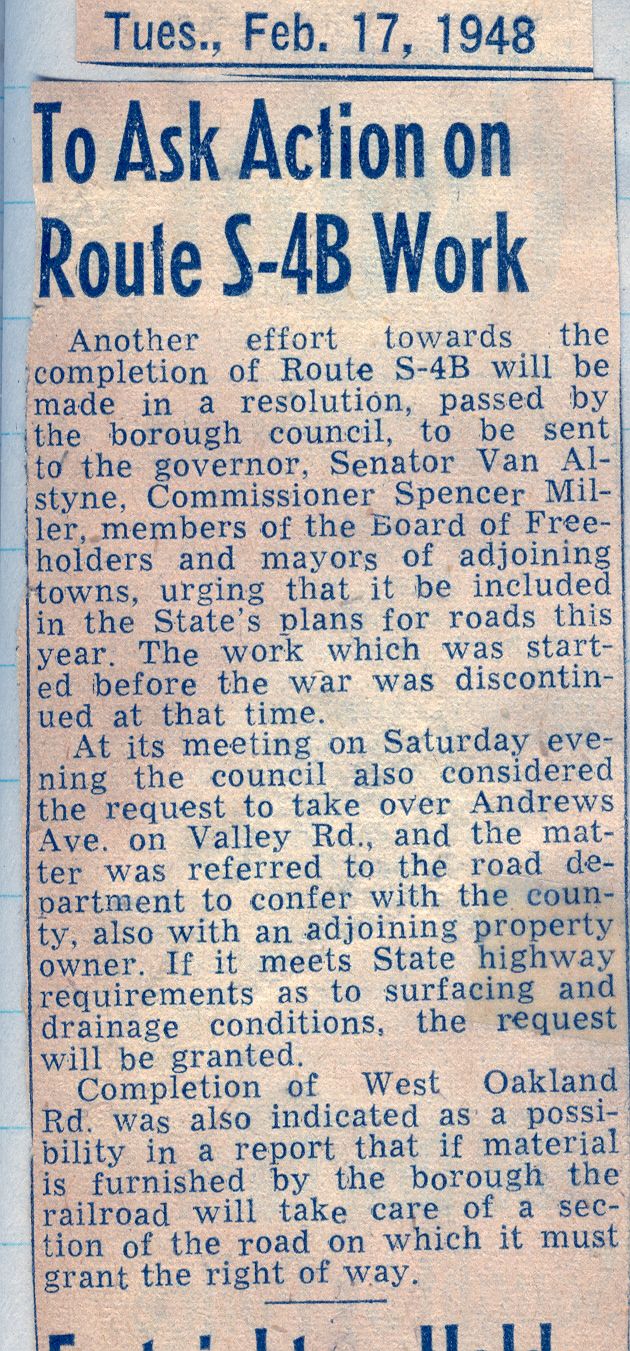 Tues., Feb. 17, 1948
To Ask Action on
Route S-4B Work
Another effort towards the
completion of Route S-4B will be
made in a resolution, passed by
the borough council, to be sent
to the governor, Senator Van Al-
styne, Commissioner Spencer Mil-
ler, members of the Board of Free-
holders and mayors of adjoining
towns, urging that it be included
in the State's plans for roads this
year. The work which was start-
ed before the war was discontin-
ued at that time.
At its meeting on Saturday eve-
ning the council also considered
the request to take over Andrews
Ave. on Valley Rd., and the mat-
ter was referred to the road de-
partment to confer with the coun-
ty, also with an adjoining property
owner. If it meets State highway
requirements as to surfacing and
drainage conditions, the request
will be granted.
Completion of West Oakland
Rd. was also indicated as a possi-
bility in a report that if material
is furnished by the borough the
railroad will take care of a sec-
tion of the road on which it must
grant the right of way.